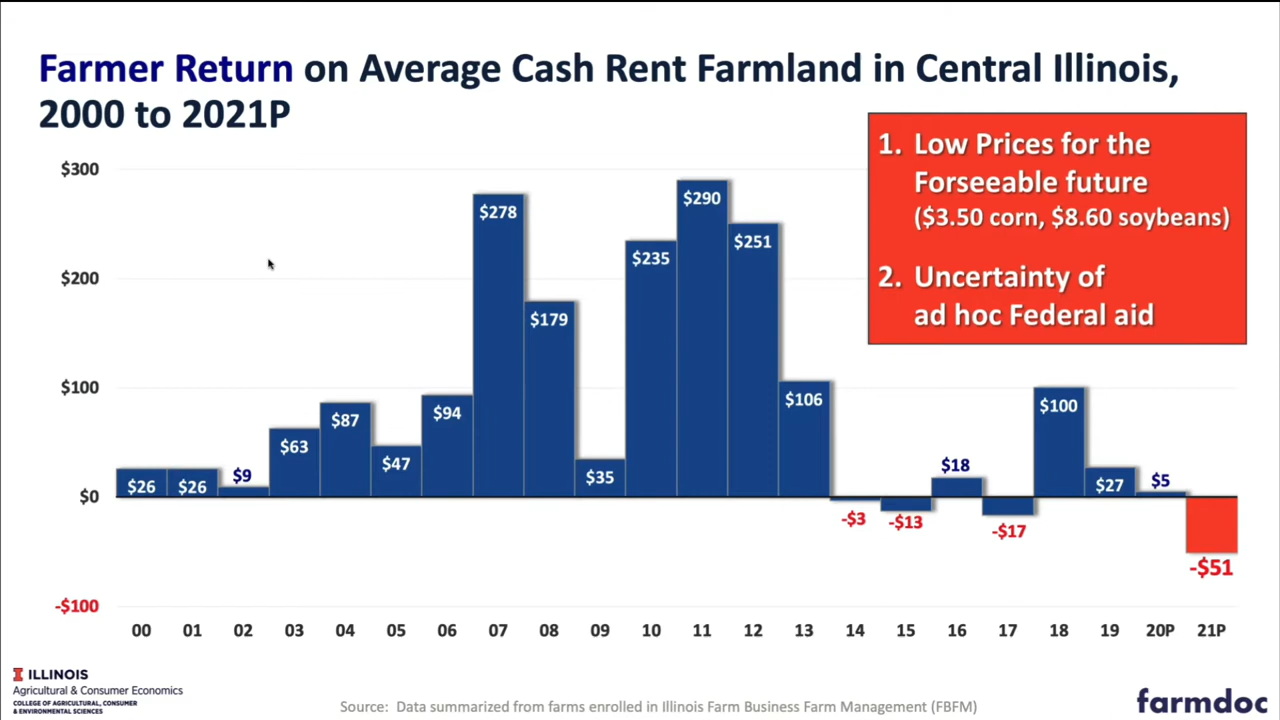 Farmer Return on Average Cash Rent Farmland in Central Illinois,
2000 to 2021P
1. Low Prices for the
Forseeable future
($3.50 corn, $8.60 soybeans)
2. Uncertainty of
ad hoc Federal aid
$300
$200
$100
$0
-$100
$26
$26
$9
$63
$87
$47
$94
$278
$179
$35
$235
$290
$251
$106
-$3
-$13
$18
-$17
$100
$27
$5
-$51
00 01 02 03 04 05 06 07 08 09 10 11 12 13 14 15 16 17 18 19 20P 21P
I ILLINOIS
Agricultural & Consumer Economics
COLLEGE OF AGRICULTURAL, CONSUMER
& ENVIRONMENTAL SCIENCES
Source: Data summarized from farms enrolled in Illinois Farm Business Farm Management (FBFM)
farmdoc